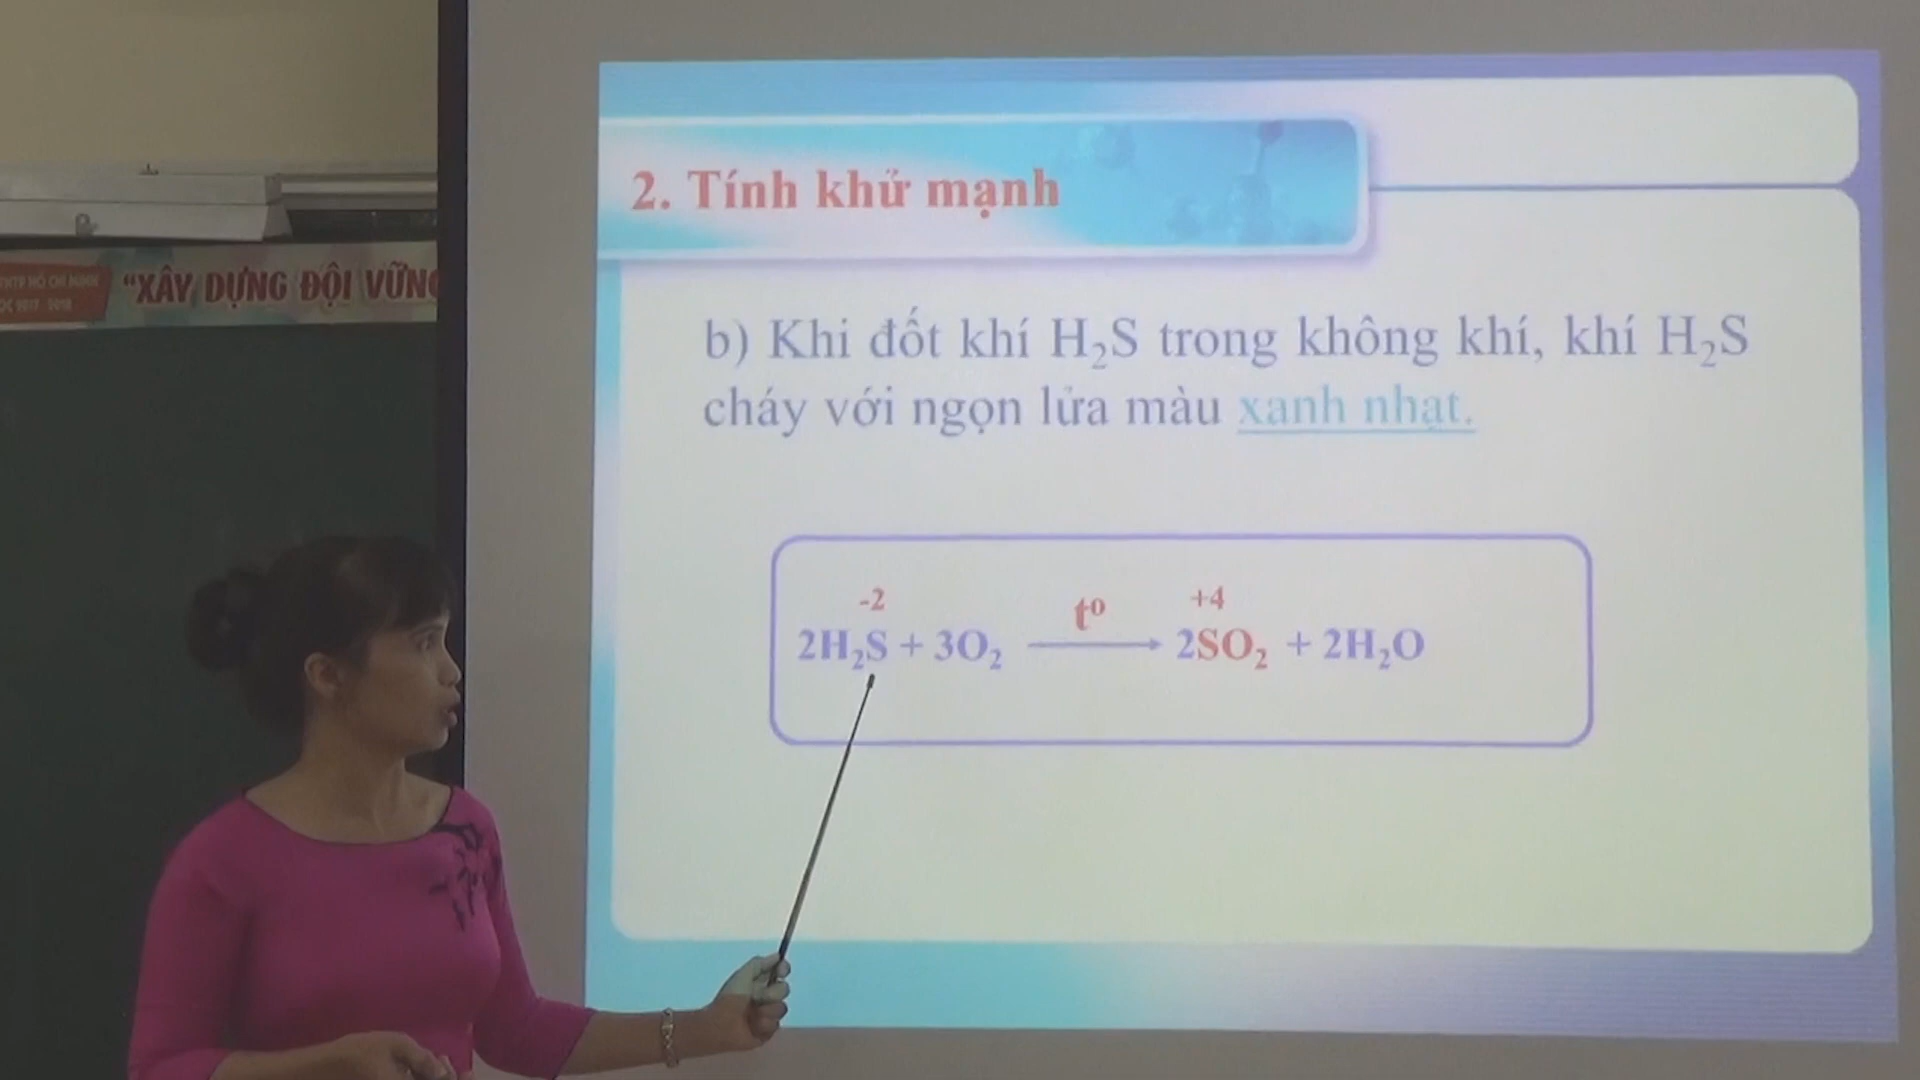 "XÂY DỰNG ĐỘI VỮNG
2. Tính khử mạnh
b) Khi đốt khí H₂S trong không khí, khí H₂S
cháy với ngọn lửa màu xanh nhạt.
-2 t⁰ +4
2H₂S + 3O₂ ⟶ 2SO₂ + 2H₂O